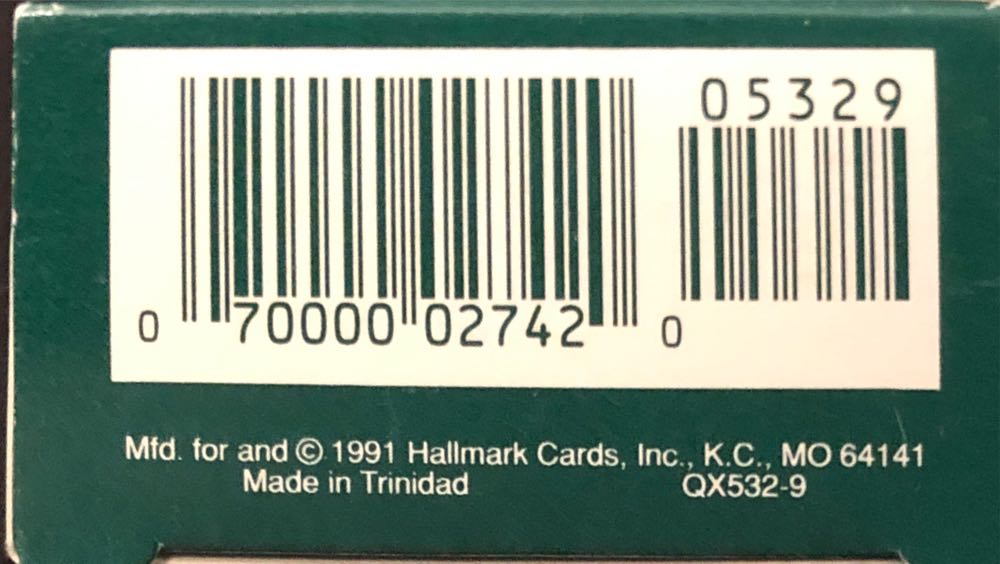 05329
0 70000 02742 0
Mfd. for and © 1991 Hallmark Cards, Inc., K.C., MO 64141
Made in Trinidad QX532-9